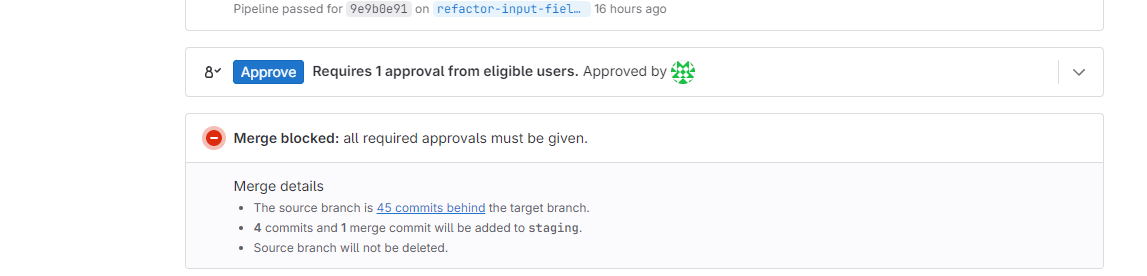 Pipeline passed for 9e9b0e91 on refactor-input-fiel… 16 hours ago
Approve Requires 1 approval from eligible users. Approved by
Merge blocked: all required approvals must be given.
Merge details
• The source branch is 45 commits behind the target branch.
• 4 commits and 1 merge commit will be added to staging.
• Source branch will not be deleted.